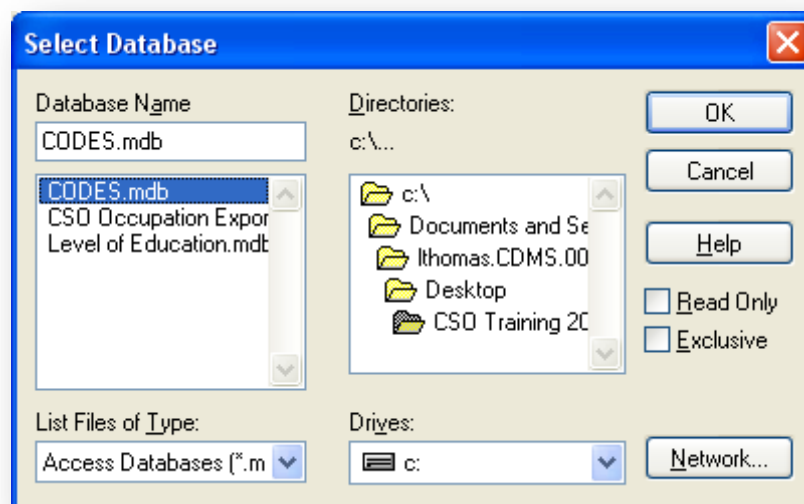 Select Database
Database Name
CODES.mdb
CODES.mdb
CSO Occupation Expor
Level of Education.mdb
Directories:
c:\...
c:\
Documents and Se
lthomas.CDMS.00
Desktop
CSO Training 20
OK
Cancel
Help
Read Only
Exclusive
List Files of Type:
Access Databases (*.m
Drives:
c:
Network...